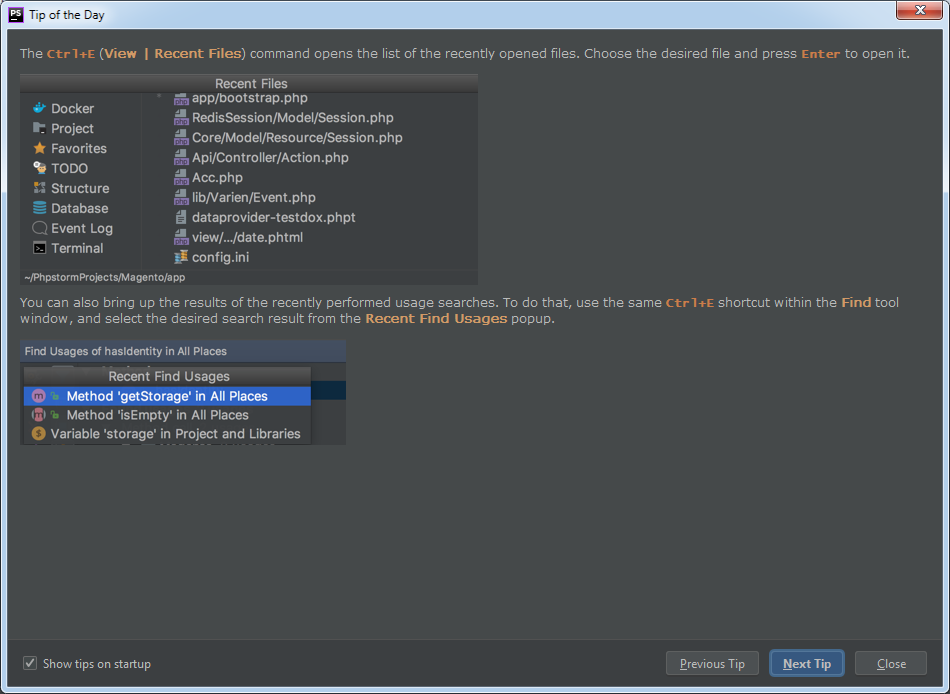 PS
Tip of the Day
The Ctrl+E (View | Recent Files) command opens the list of the recently opened files. Choose the desired file and press Enter to open it.
Recent Files
Docker
Project
Favorites
TODO
Structure
Database
Event Log
Terminal
app/bootstrap.php
RedisSession/Model/Session.php
Core/Model/Resource/Session.php
Api/Controller/Action.php
Acc.php
lib/Varien/Event.php
dataprovider-testdox.phpt
view/.../date.phtml
config.ini
~/PhpstormProjects/Magento/app
You can also bring up the results of the recently performed usage searches. To do that, use the same Ctrl+E shortcut within the Find tool
window, and select the desired search result from the Recent Find Usages popup.
Find Usages of hasIdentity in All Places
Recent Find Usages
m Method 'getStorage' in All Places
m Method 'isEmpty' in All Places
Variable 'storage' in Project and Libraries
Show tips on startup
Previous Tip
Next Tip
Close